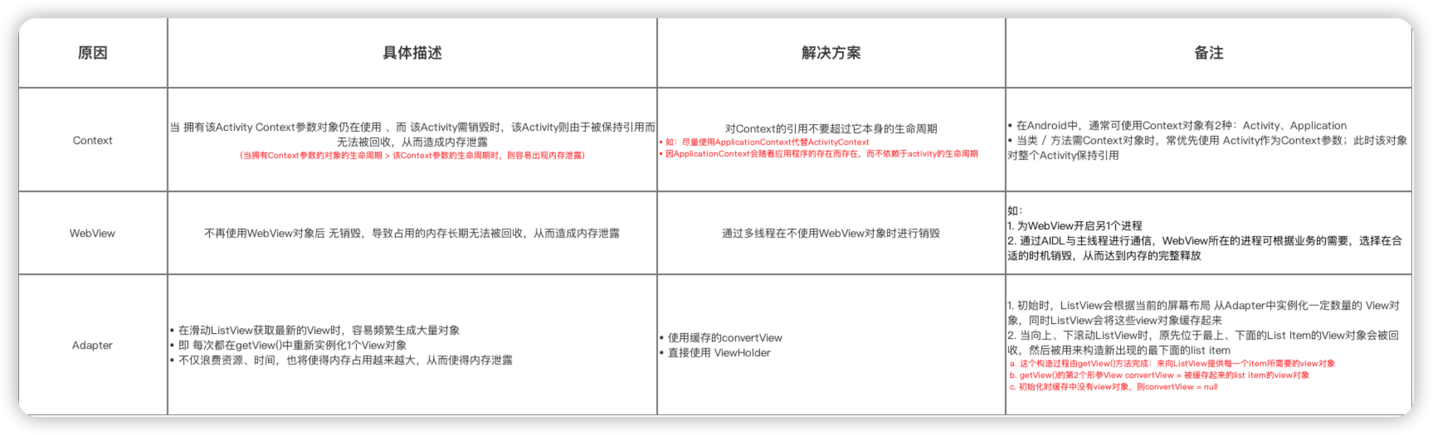 原因
具体描述
解决方案
备注
Context
当 拥有该Activity Context参数对象仍在使用 、而 该Activity需销毁时，该Activity则由于被保持引用而
无法被回收，从而造成内存泄露
（当拥有Context参数的对象的生命周期 > 该Context参数的生命周期时，则容易出现内存泄露）
对Context的引用不要超过它本身的生命周期
• 如：尽量使用ApplicationContext代替ActivityContext
• 因ApplicationContext会随着应用程序的存在而存在，而不依赖于activity的生命周期
• 在Android中，通常可使用Context对象有2种：Activity、Application
• 当类 / 方法需Context对象时，常优先使用 Activity作为Context参数；此时该对象
对整个Activity保持引用
WebView
不再使用WebView对象后 无销毁，导致占用的内存长期无法被回收，从而造成内存泄露
通过多线程在不使用WebView对象时进行销毁
如：
1. 为WebView开启另1个进程
2. 通过AIDL与主线程进行通信，WebView所在的进程可根据业务的需要，选择在合
适的时机销毁，从而达到内存的完整释放
Adapter
• 在滑动ListView获取最新的View时，容易频繁生成大量对象
• 即 每次都在getView()中重新实例化1个View对象
• 不仅浪费资源、时间，也将使得内存占用越来越大，从而使得内存泄露
• 使用缓存的convertView
• 直接使用 ViewHolder
1. 初始时，ListView会根据当前的屏幕布局 从Adapter中实例化一定数量的 View对
象，同时ListView会将这些view对象缓存起来
2. 当向上、下滚动ListView时，原先位于最上、下面的List Item的View对象会被回
收，然后被用来构造新出现的最下面的list item
a. 这个构造过程由getView()方法完成：来向ListView提供每一个item所需要的view对象
b. getView()的第2个形参View convertView = 被缓存起来的list item的view对象
c. 初始化时缓存中没有view对象，则convertView = null